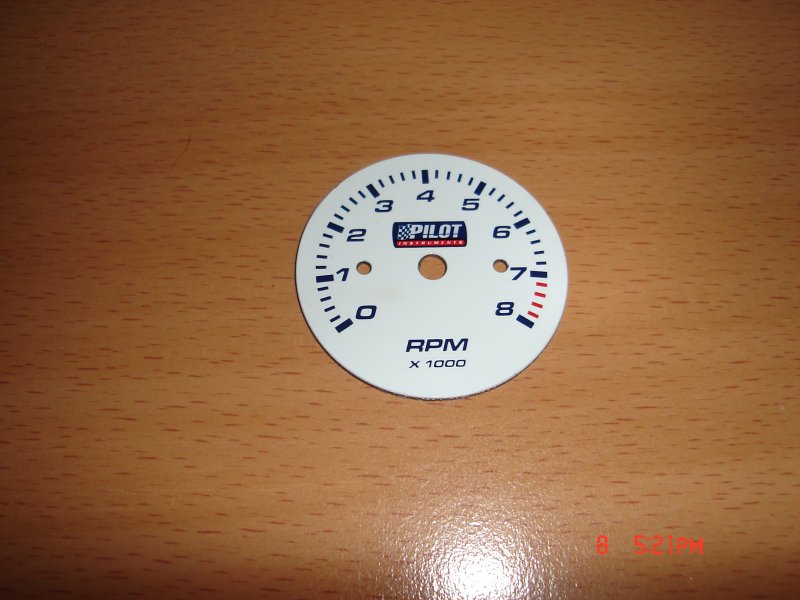 4
3 5
2 6
1 7
0 8
PILOT
INSTRUMENTS
RPM
X 1000
8 5:21PM